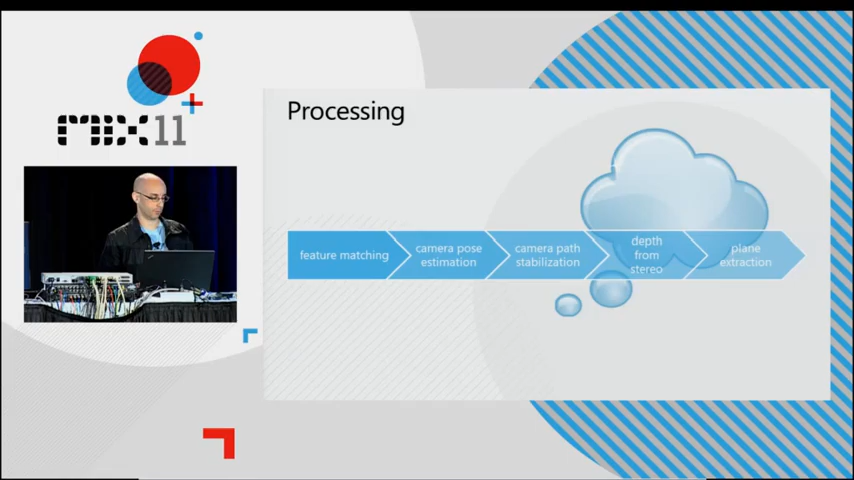 MIX11
Processing
feature matching
camera pose
estimation
camera path
stabilization
depth
from
stereo
plane
extraction